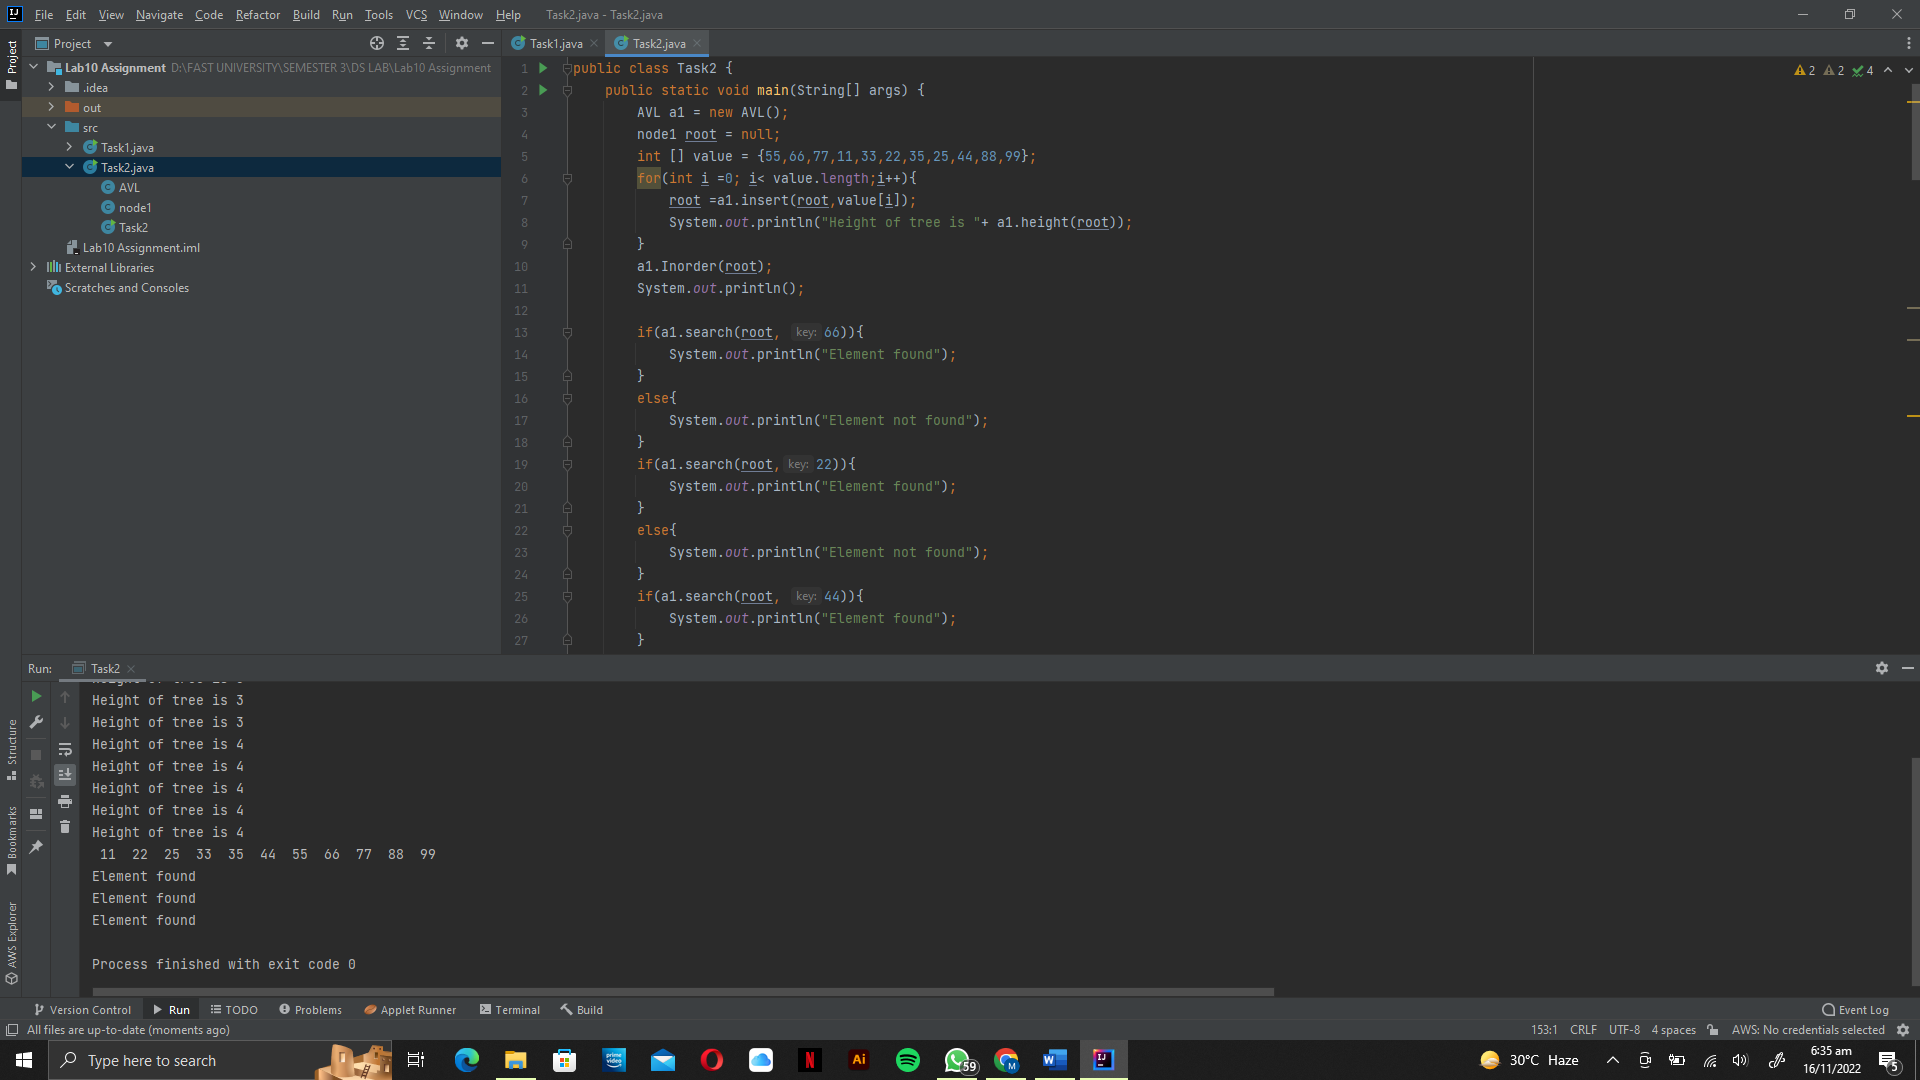 File Edit View Navigate Code Refactor Build Run Tools VCS Window Help Task2.java - Task2.java
Project
Task1.java
Task2.java
Project
Lab10 Assignment D:\FAST UNIVERSITY\SEMESTER 3\DS LAB\Lab10 Assignment
.idea
out
src
Task1.java
Task2.java
AVL
node1
Task2
Lab10 Assignment.iml
External Libraries
Scratches and Consoles
2 2 4
1 public class Task2 {
2 public static void main(String[] args) {
3 AVL a1 = new AVL();
4 node1 root = null;
5 int [] value = {55,66,77,11,33,22,35,25,44,88,99};
6 for(int i =0; i< value.length;i++){
7 root =a1.insert(root,value[i]);
8 System.out.println("Height of tree is "+ a1.height(root));
9 }
10 a1.Inorder(root);
11 System.out.println();
12
13 if(a1.search(root, key: 66)){
14 System.out.println("Element found");
15 }
16 else{
17 System.out.println("Element not found");
18 }
19 if(a1.search(root, key: 22)){
20 System.out.println("Element found");
21 }
22 else{
23 System.out.println("Element not found");
24 }
25 if(a1.search(root, key: 44)){
26 System.out.println("Element found");
27 }
Run: Task2
Height of tree is 3
Height of tree is 3
Height of tree is 4
Height of tree is 4
Height of tree is 4
Height of tree is 4
Height of tree is 4
11 22 25 33 35 44 55 66 77 88 99
Element found
Element found
Element found
Process finished with exit code 0
Structure
Bookmarks
AWS Explorer
Version Control Run TODO Problems Applet Runner Terminal Build Event Log
All files are up-to-date (moments ago) 153:1 CRLF UTF-8 4 spaces AWS: No credentials selected
Type here to search
prime video
N
Ai
59
M
W
IJ
30°C Haze
6:35 am
16/11/2022
5